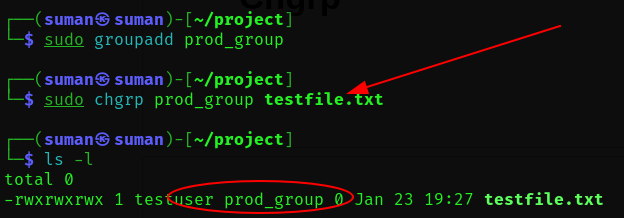 Chgrp
┌──(suman㉿suman)-[~/project]
└─$ sudo groupadd prod_group
┌──(suman㉿suman)-[~/project]
└─$ sudo chgrp prod_group testfile.txt
┌──(suman㉿suman)-[~/project]
└─$ ls -l
total 0
-rwxrwxrwx 1 testuser prod_group 0 Jan 23 19:27 testfile.txt